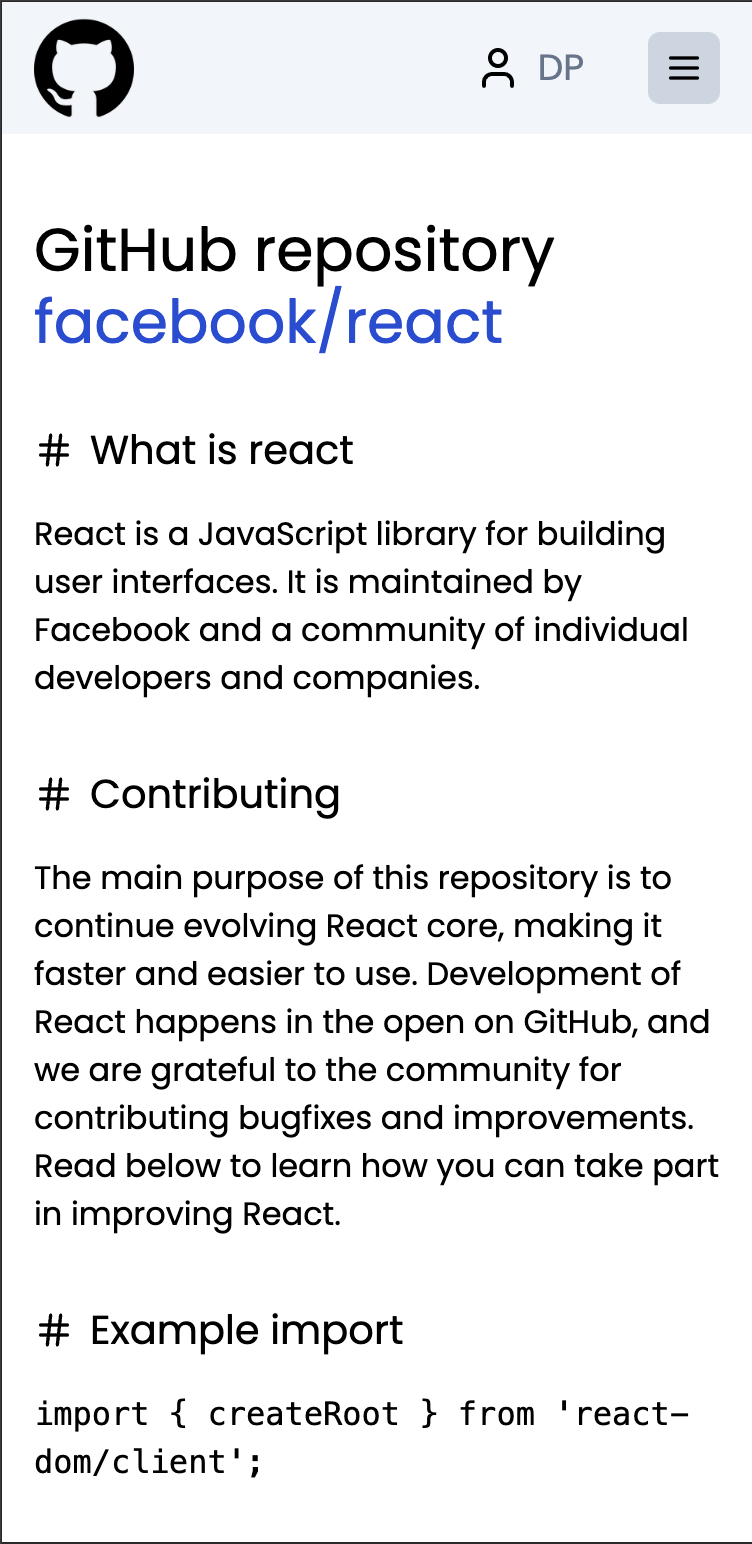 DP
GitHub repository
facebook/react
# What is react
React is a JavaScript library for building
user interfaces. It is maintained by
Facebook and a community of individual
developers and companies.
# Contributing
The main purpose of this repository is to
continue evolving React core, making it
faster and easier to use. Development of
React happens in the open on GitHub, and
we are grateful to the community for
contributing bugfixes and improvements.
Read below to learn how you can take part
in improving React.
# Example import
import { createRoot } from 'react-
dom/client';